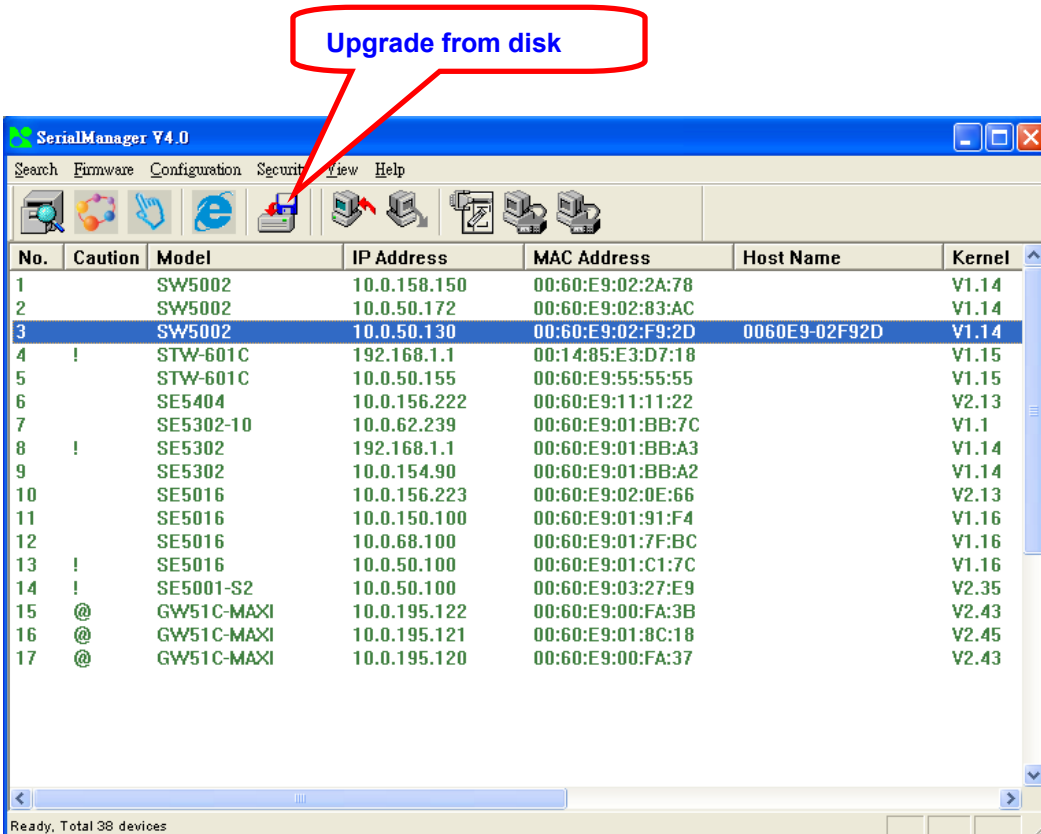 Upgrade from disk
SerialManager V4.0
Search Firmware Configuration Securit View Help
No. Caution Model IP Address MAC Address Host Name Kernel
1 SW5002 10.0.158.150 00:60:E9:02:2A:78 V1.14
2 SW5002 10.0.50.172 00:60:E9:02:83:AC V1.14
3 SW5002 10.0.50.130 00:60:E9:02:F9:2D 0060E9-02F92D V1.14
4 ! STW-601C 192.168.1.1 00:14:85:E3:D7:18 V1.15
5 STW-601C 10.0.50.155 00:60:E9:55:55:55 V1.15
6 SE5404 10.0.156.222 00:60:E9:11:11:22 V2.13
7 SE5302-10 10.0.62.239 00:60:E9:01:BB:7C V1.1
8 ! SE5302 192.168.1.1 00:60:E9:01:BB:A3 V1.14
9 SE5302 10.0.154.90 00:60:E9:01:BB:A2 V1.14
10 SE5016 10.0.156.223 00:60:E9:02:0E:66 V2.13
11 SE5016 10.0.150.100 00:60:E9:01:91:F4 V1.16
12 SE5016 10.0.68.100 00:60:E9:01:7F:BC V1.16
13 ! SE5016 10.0.50.100 00:60:E9:01:C1:7C V1.16
14 ! SE5001-S2 10.0.50.100 00:60:E9:03:27:E9 V2.35
15 @ GW51C-MAXI 10.0.195.122 00:60:E9:00:FA:3B V2.43
16 @ GW51C-MAXI 10.0.195.121 00:60:E9:01:8C:18 V2.45
17 @ GW51C-MAXI 10.0.195.120 00:60:E9:00:FA:37 V2.43
Ready, Total 38 devices